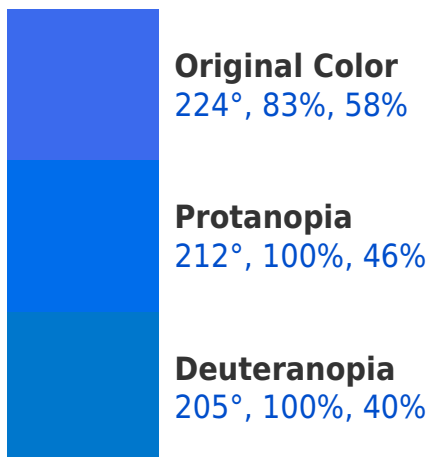 Original Color
224°, 83%, 58%
Protanopia
212°, 100%, 46%
Deuteranopia
205°, 100%, 40%